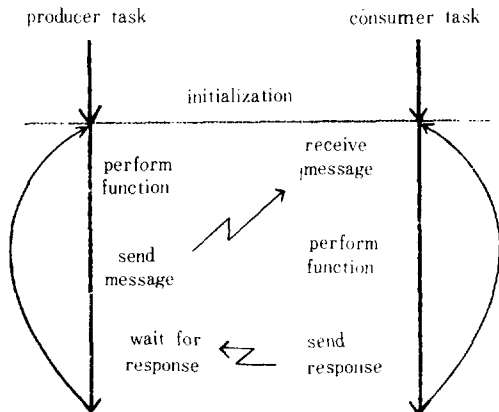 producer task
consumer task
initialization
perform
function
receive
message
send
message
perform
function
wait for
response
send
response